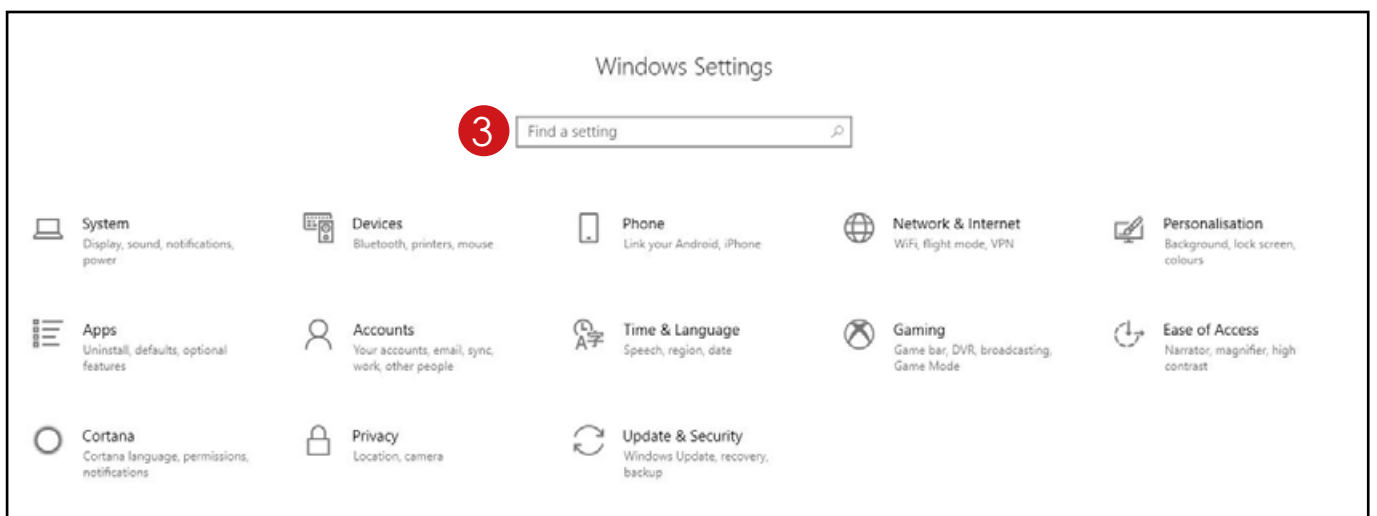 Windows Settings
3
Find a setting
System
Display, sound, notifications,
power
Devices
Bluetooth, printers, mouse
Phone
Link your Android, iPhone
Network & Internet
WiFi, flight mode, VPN
Personalisation
Background, lock screen,
colours
Apps
Uninstall, defaults, optional
features
Accounts
Your accounts, email, sync,
work, other people
Time & Language
Speech, region, date
Gaming
Game bar, DVR, broadcasting,
Game Mode
Ease of Access
Narrator, magnifier, high
contrast
Cortana
Cortana language, permissions,
notifications
Privacy
Location, camera
Update & Security
Windows Update, recovery,
backup